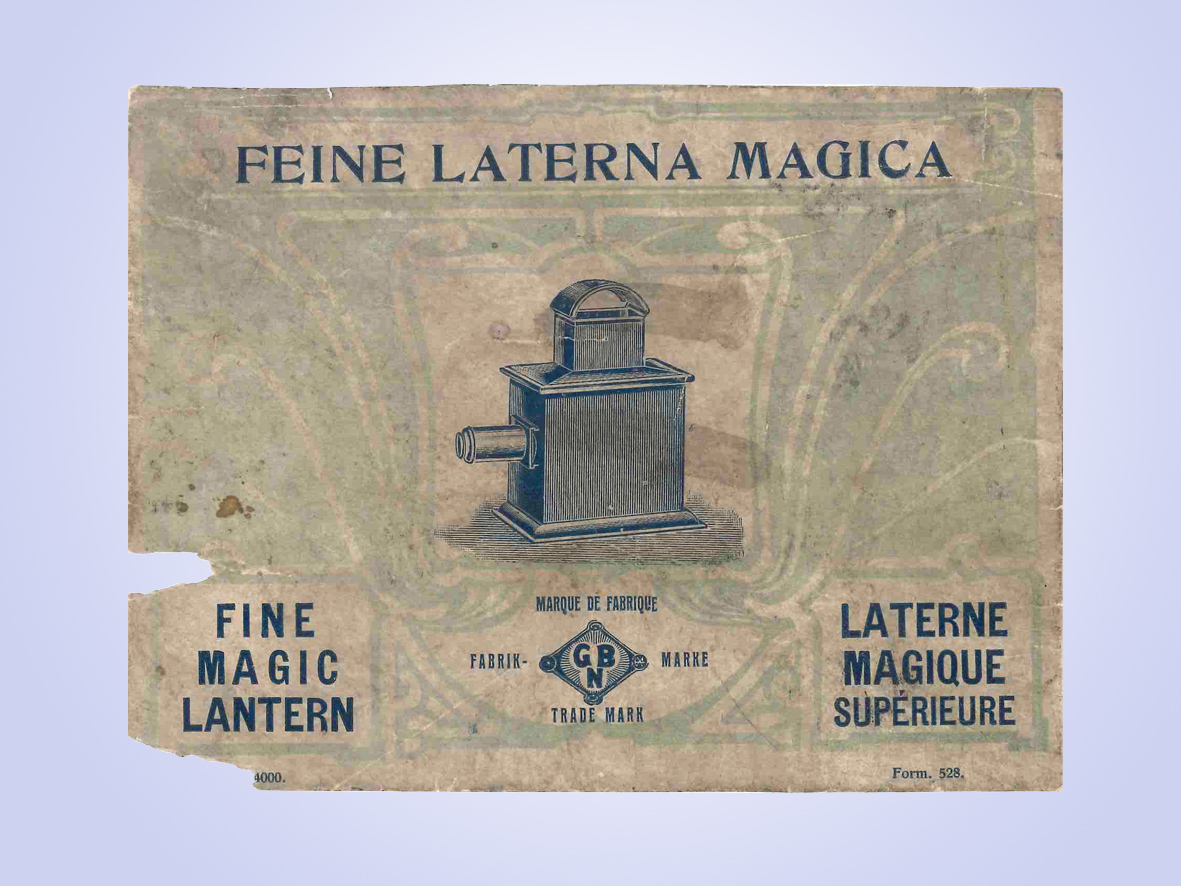 FEINE LATERNA MAGICA
MARQUE DE FABRIQUE
FABRIK- MARKE
GB
N
TRADE MARK
FINE
MAGIC
LANTERN
LATERNE
MAGIQUE
SUPÉRIEURE
4000.
Form. 528.